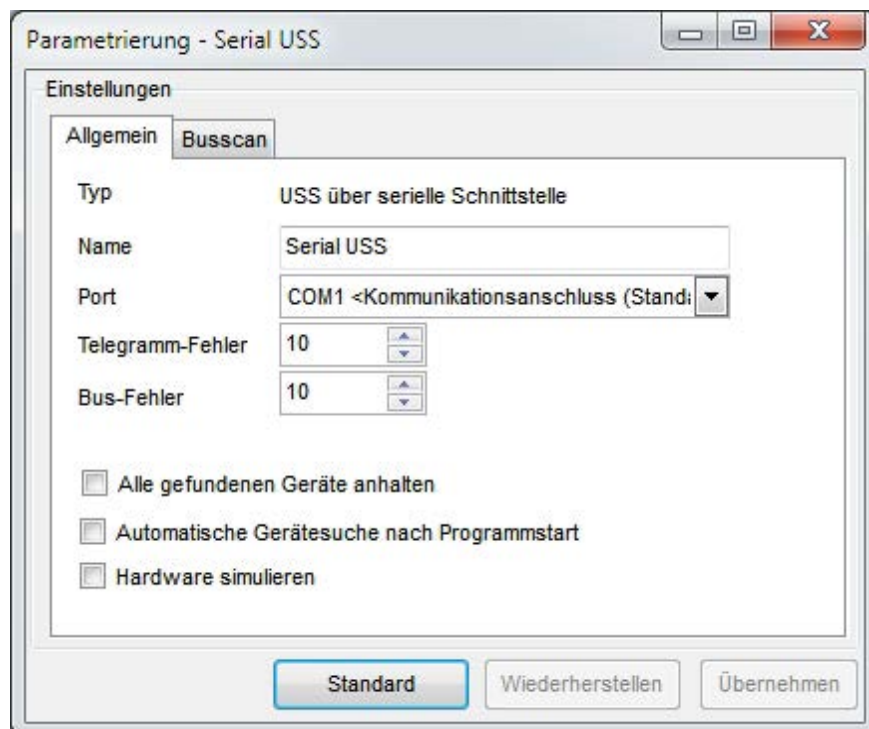 Parametrierung - Serial USS
Einstellungen
Allgemein Busscan
Typ USS über serielle Schnittstelle
Name Serial USS
Port COM1 <Kommunikationsanschluss
Telegramm-Fehler 10
Bus-Fehler 10
Alle gefundenen Geräte anhalten
Automatische Gerätesuche nach Programmstart
Hardware simulieren
Standard Wiederherstellen Übernehmen